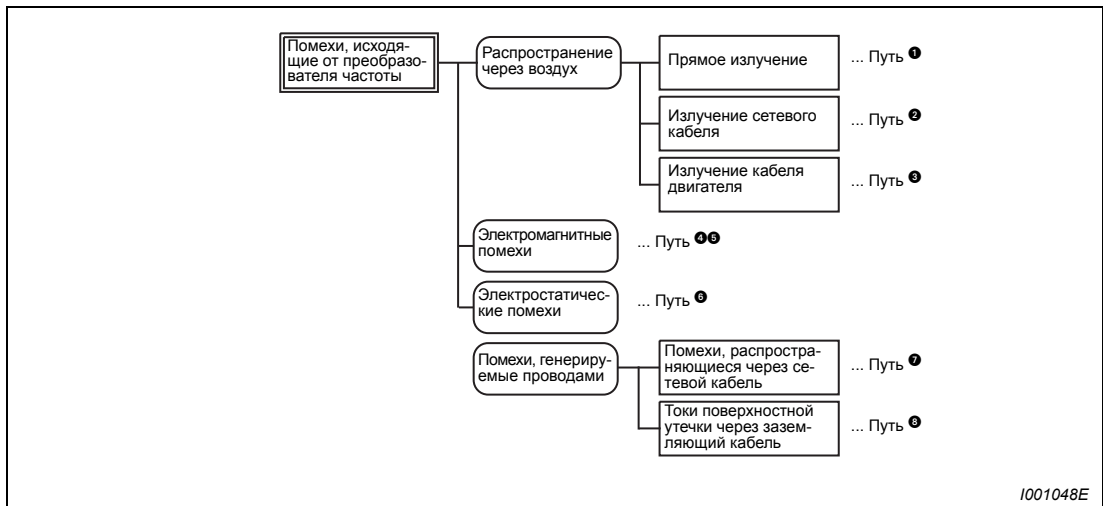 Помехи, исходя-
щие от преобразо-
вателя частоты
Распространение
через воздух
Прямое излучение
... Путь ❶
Излучение сетевого
кабеля
... Путь ❷
Излучение кабеля
двигателя
... Путь ❸
Электромагнитные
помехи
... Путь ❹❺
Электростатичес-
кие помехи
... Путь ❻
Помехи, генериру-
емые проводами
Помехи, распростра-
няющиеся через се-
тевой кабель
... Путь ❼
Токи поверхностной
утечки через зазем-
ляющий кабель
... Путь ❽
I001048E